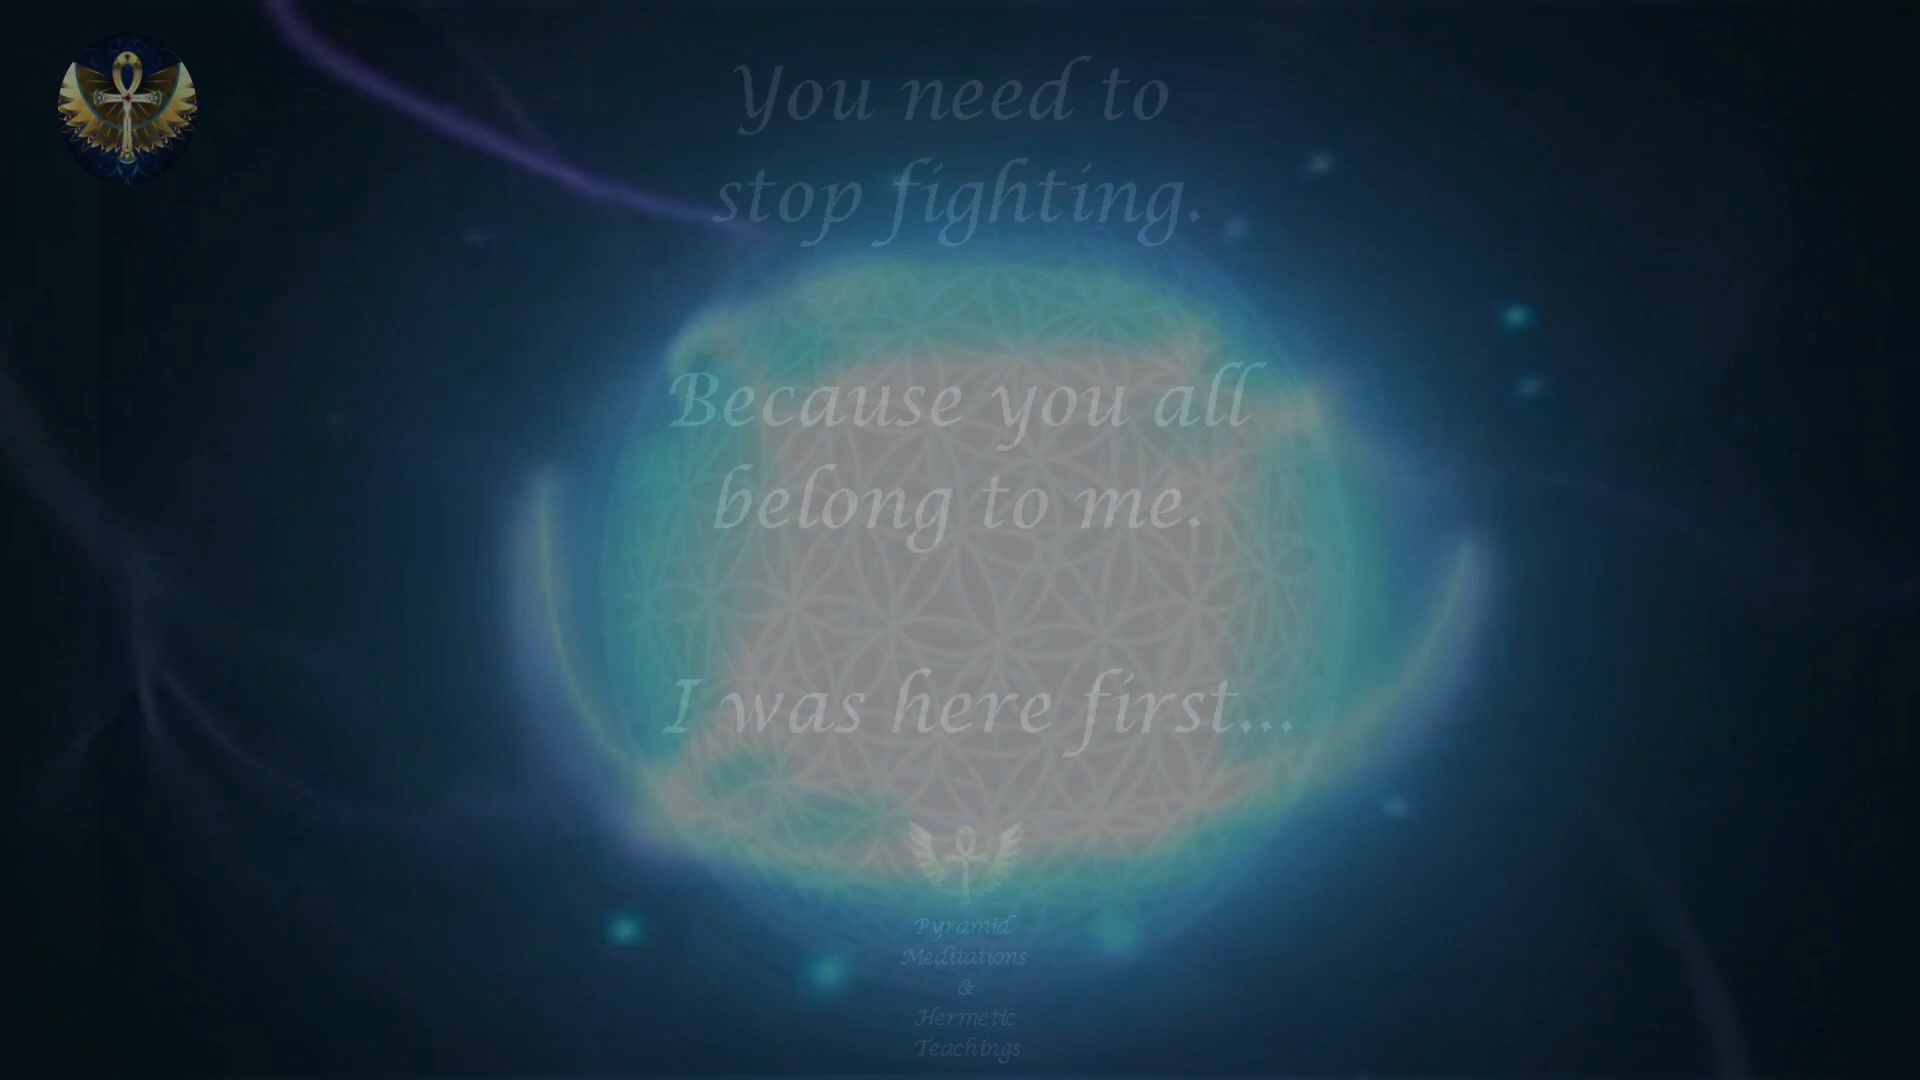 You need to
stop fighting.
Because you all
belong to me.
I was here first...
Pyramid
Meditations
&
Hermetic
Teachings